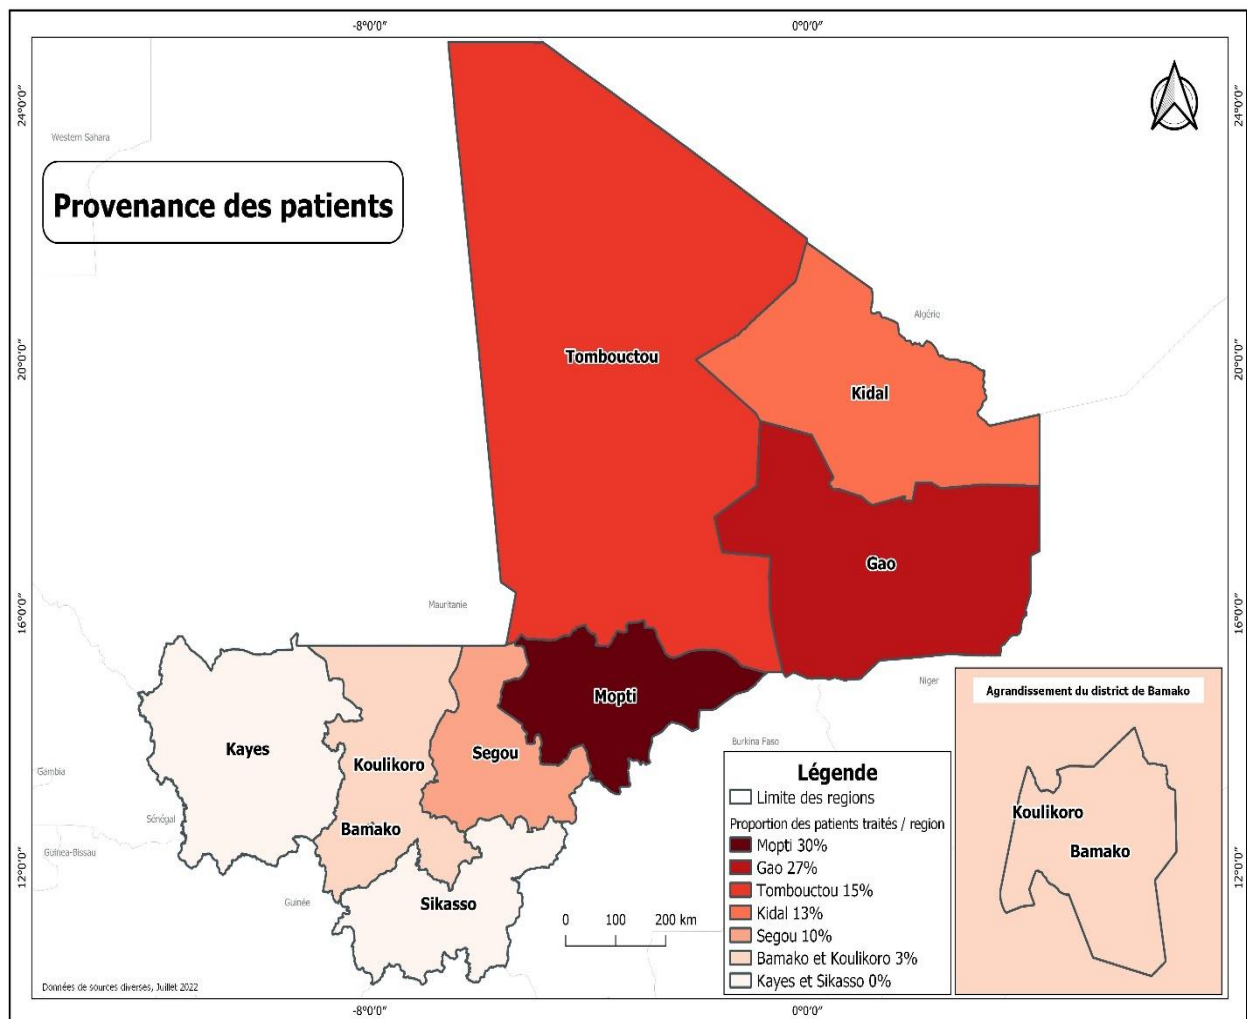 -8°0'0"
0°0'0"
24°0'0"
24°0'0"
Western Sahara
Provenance des patients
Algérie
20°0'0"
20°0'0"
Tombouctou
Kidal
Gao
16°0'0"
16°0'0"
Mauritanie
Niger
Agrandissement du district de Bamako
Mopti
Kayes
Segou
Koulikoro
Burkina Faso
Gambia
Sénégal
Bamako
Guinea-Bissau
12°0'0"
12°0'0"
Guinée
Sikasso
0 100 200 km
Légende
Limite des regions
Proportion des patients traités / region
Mopti 30%
Gao 27%
Tombouctou 15%
Kidal 13%
Segou 10%
Bamako et Koulikoro 3%
Kayes et Sikasso 0%
Koulikoro
Bamako
Données de sources diverses, Juillet 2022
-8°0'0"
0°0'0"